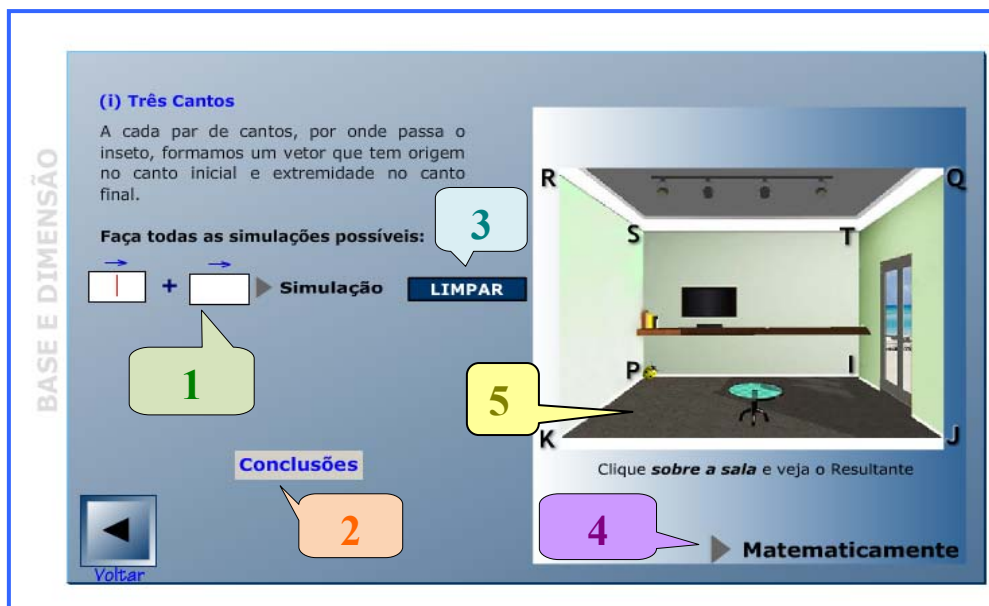 BASE E DIMENSÃO
(i) Três Cantos
A cada par de cantos, por onde passa o
inseto, formamos um vetor que tem origem
no canto inicial e extremidade no canto
final.
Faça todas as simulações possíveis:
+ Simulação
LIMPAR
3
1
Conclusões
2
Voltar
R
Q
S
T
P
I
5
K
J
Clique sobre a sala e veja o Resultante
4
Matematicamente